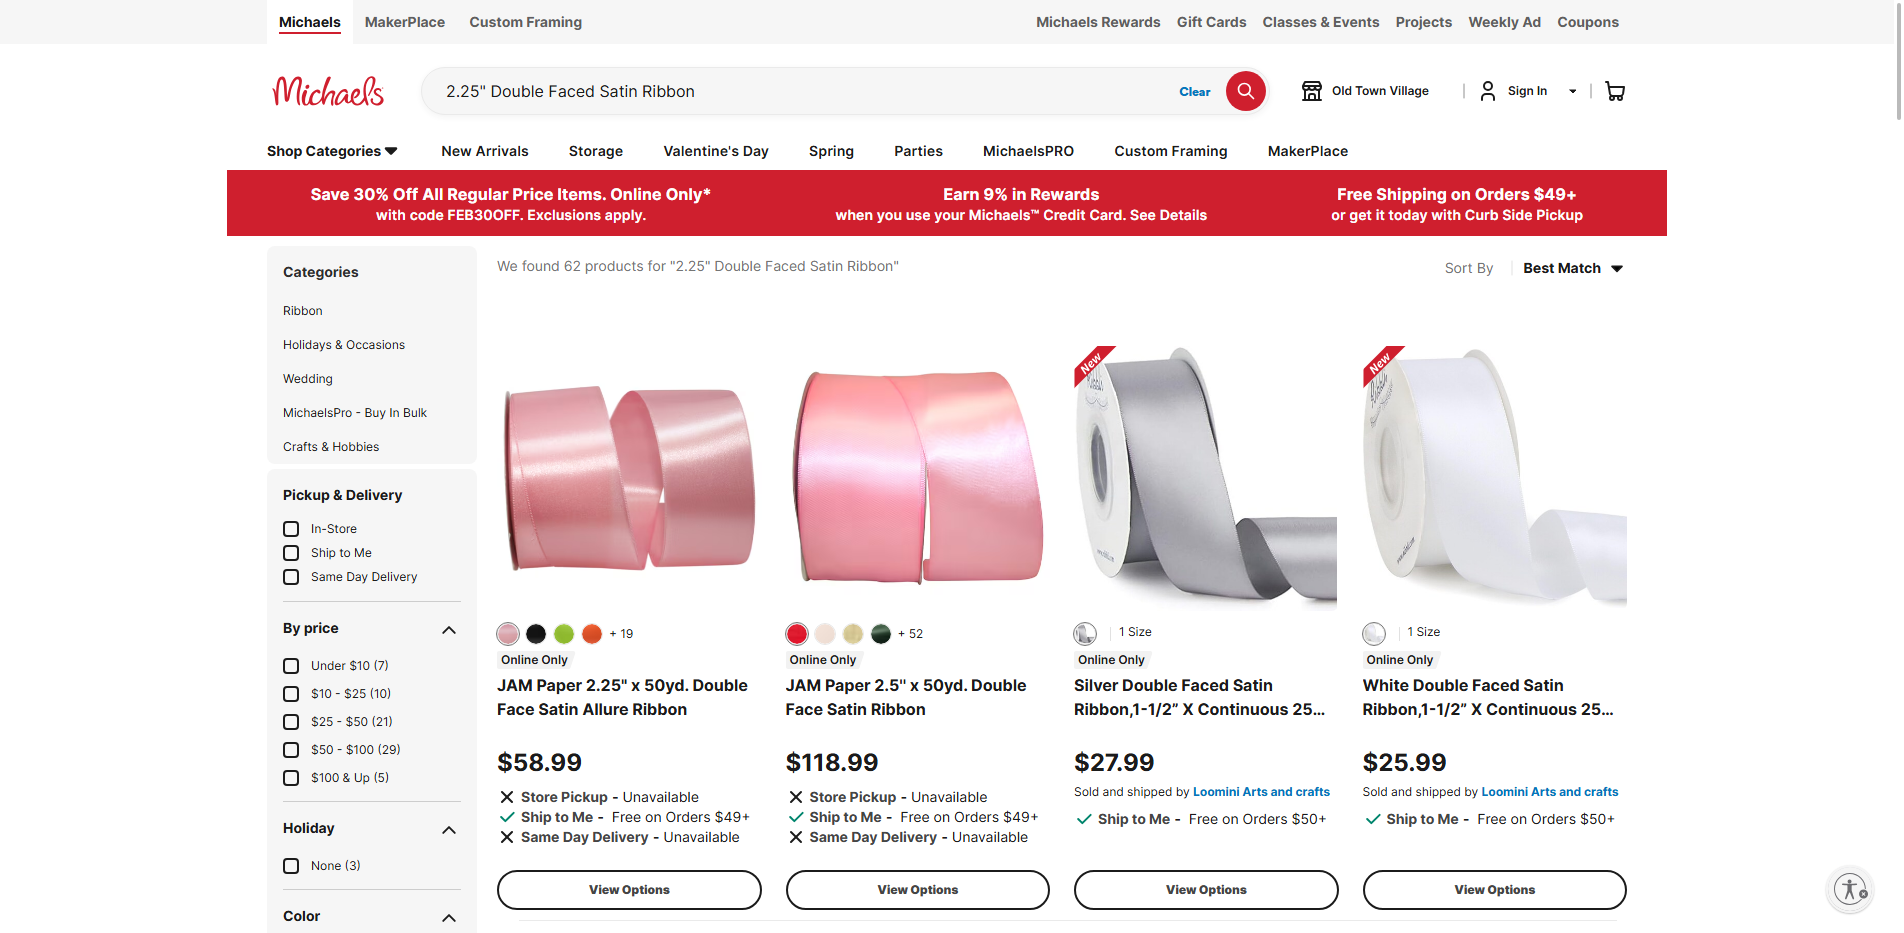 Michaels
MakerPlace
Custom Framing
Michaels Rewards
Gift Cards
Classes & Events
Projects
Weekly Ad
Coupons
Michaels
2.25" Double Faced Satin Ribbon
Clear
Old Town Village
Sign In
Shop Categories
New Arrivals
Storage
Valentine's Day
Spring
Parties
MichaelsPRO
Custom Framing
MakerPlace
Save 30% Off All Regular Price Items. Online Only*
with code FEB30OFF. Exclusions apply.
Earn 9% in Rewards
when you use your Michaels™ Credit Card. See Details
Free Shipping on Orders $49+
or get it today with Curb Side Pickup
Categories
Ribbon
Holidays & Occasions
Wedding
MichaelsPro - Buy In Bulk
Crafts & Hobbies
Pickup & Delivery
In-Store
Ship to Me
Same Day Delivery
By price
Under $10 (7)
$10 - $25 (10)
$25 - $50 (21)
$50 - $100 (29)
$100 & Up (5)
Holiday
None (3)
Color
We found 62 products for "2.25" Double Faced Satin Ribbon"
Sort By
Best Match
+ 19
Online Only
JAM Paper 2.25" x 50yd. Double
Face Satin Allure Ribbon
$58.99
Store Pickup - Unavailable
Ship to Me - Free on Orders $49+
Same Day Delivery - Unavailable
View Options
+ 52
Online Only
JAM Paper 2.5" x 50yd. Double
Face Satin Ribbon
$118.99
Store Pickup - Unavailable
Ship to Me - Free on Orders $49+
Same Day Delivery - Unavailable
View Options
New
1 Size
Online Only
Silver Double Faced Satin
Ribbon,1-1/2” X Continuous 25...
$27.99
Sold and shipped by Loomini Arts and crafts
Ship to Me - Free on Orders $50+
View Options
New
1 Size
Online Only
White Double Faced Satin
Ribbon,1-1/2” X Continuous 25...
$25.99
Sold and shipped by Loomini Arts and crafts
Ship to Me - Free on Orders $50+
View Options